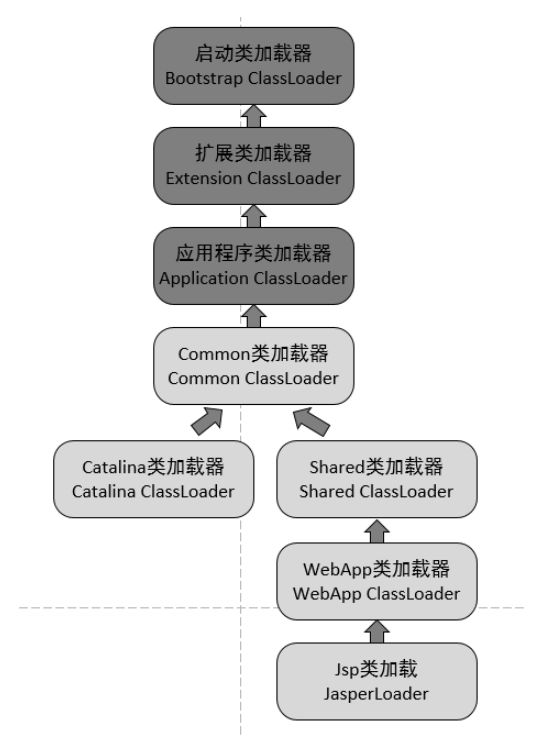 启动类加载器
Bootstrap ClassLoader
扩展类加载器
Extension ClassLoader
应用程序类加载器
Application ClassLoader
Common类加载器
Common ClassLoader
Catalina类加载器
Catalina ClassLoader
Shared类加载器
Shared ClassLoader
WebApp类加载器
WebApp ClassLoader
Jsp类加载
JasperLoader